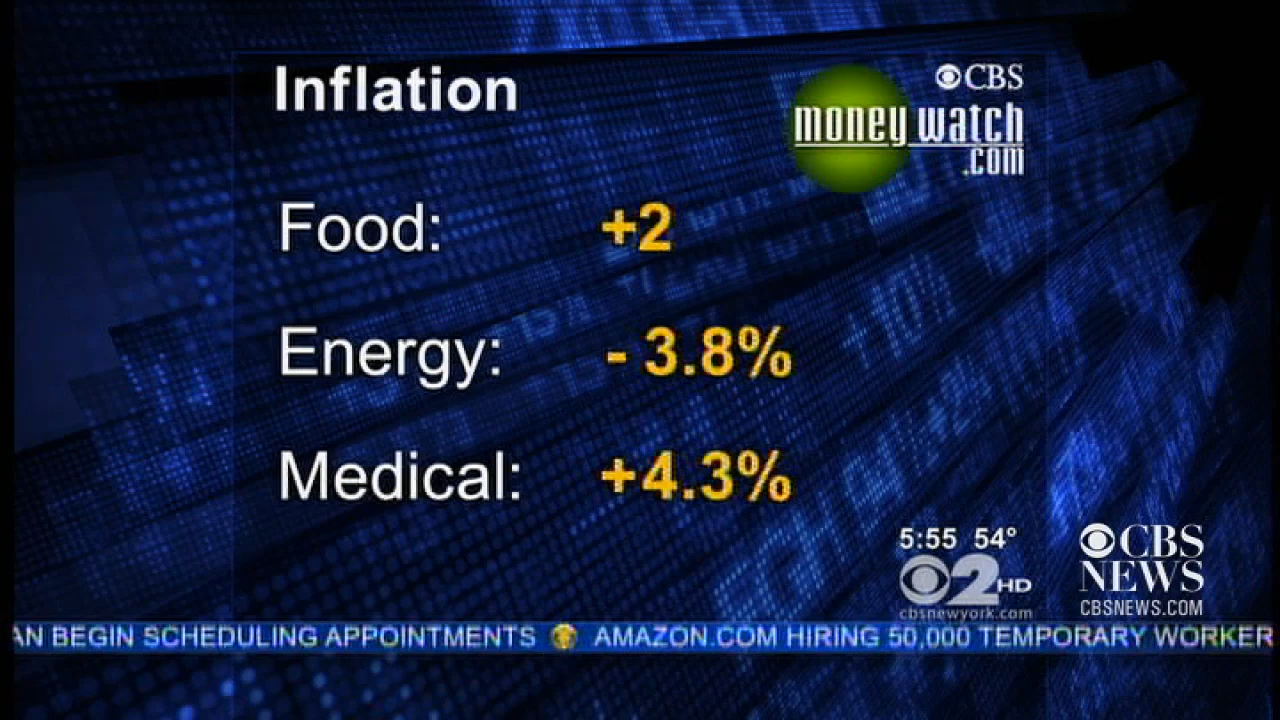 Inflation
CBS
money watch
.com
Food: +2
Energy: - 3.8%
Medical: +4.3%
5:55 54°
2 HD
cbsnewyork.com
CBS
NEWS
CBSNEWS.COM
AN BEGIN SCHEDULING APPOINTMENTS AMAZON.COM HIRING 50,000 TEMPORARY WORKER